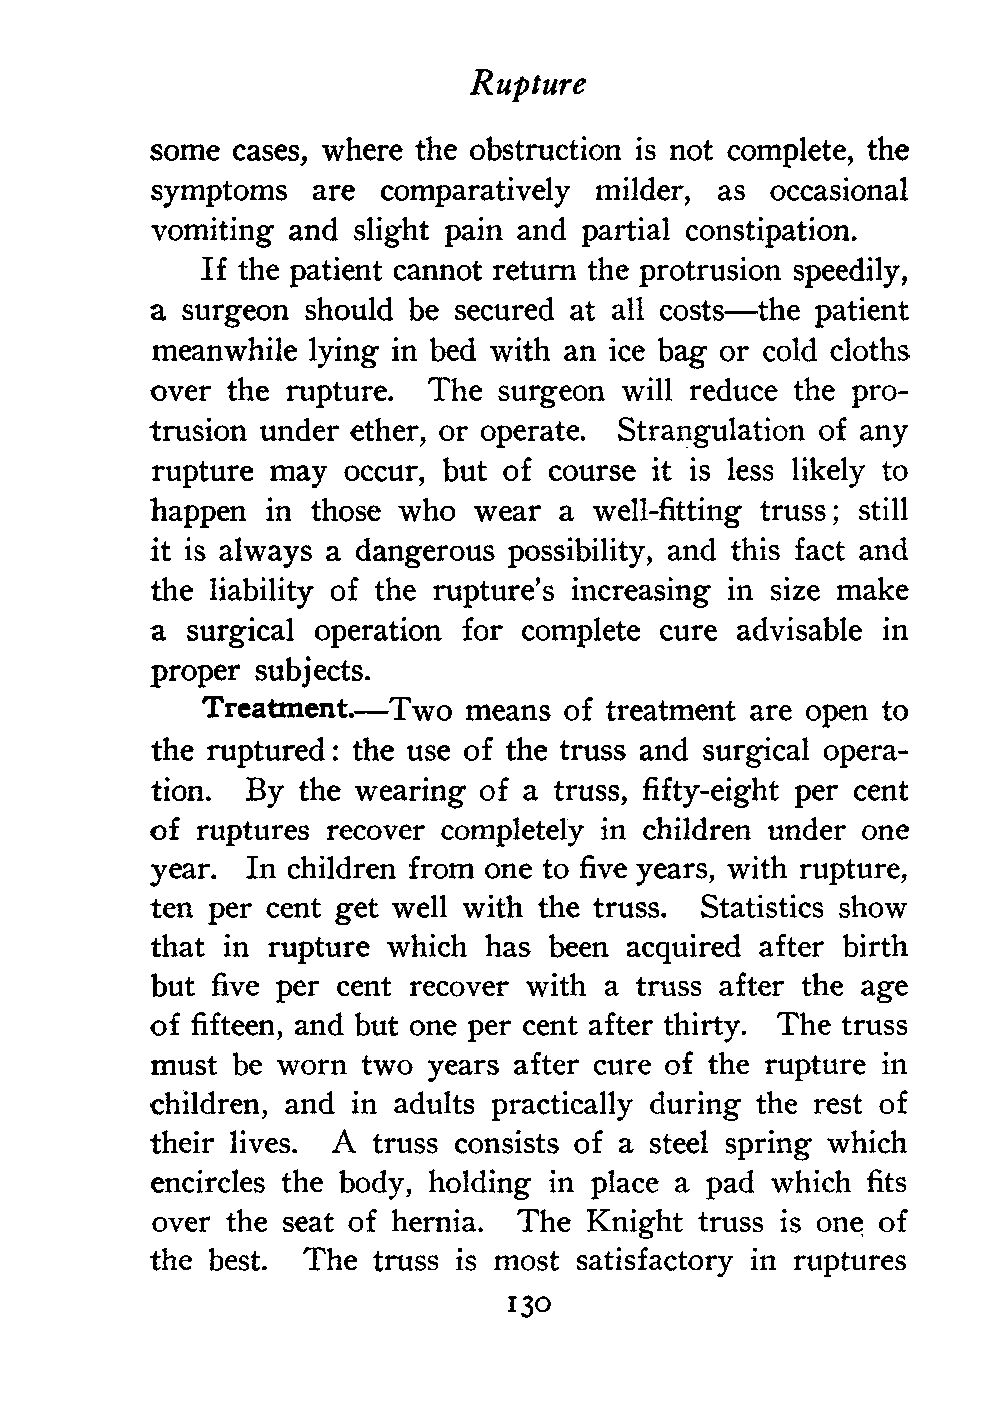 Rupture
some cases, where the obstruction is not complete, the
symptoms are comparatively milder, as occasional
vomiting and slight pain and partial constipation.
If the patient cannot return the protrusion speedily,
a surgeon should be secured at all costs—the patient
meanwhile lying in bed with an ice bag or cold cloths
over the rupture. The surgeon will reduce the pro-
trusion under ether, or operate. Strangulation of any
rupture may occur, but of course it is less likely to
happen in those who wear a well-fitting truss; still
it is always a dangerous possibility, and this fact and
the liability of the rupture's increasing in size make
a surgical operation for complete cure advisable in
proper subjects.
Treatment.—Two means of treatment are open to
the ruptured: the use of the truss and surgical opera-
tion. By the wearing of a truss, fifty-eight per cent
of ruptures recover completely in children under one
year. In children from one to five years, with rupture,
ten per cent get well with the truss. Statistics show
that in rupture which has been acquired after birth
but five per cent recover with a truss after the age
of fifteen, and but one per cent after thirty. The truss
must be worn two years after cure of the rupture in
children, and in adults practically during the rest of
their lives. A truss consists of a steel spring which
encircles the body, holding in place a pad which fits
over the seat of hernia. The Knight truss is one of
the best. The truss is most satisfactory in ruptures
130